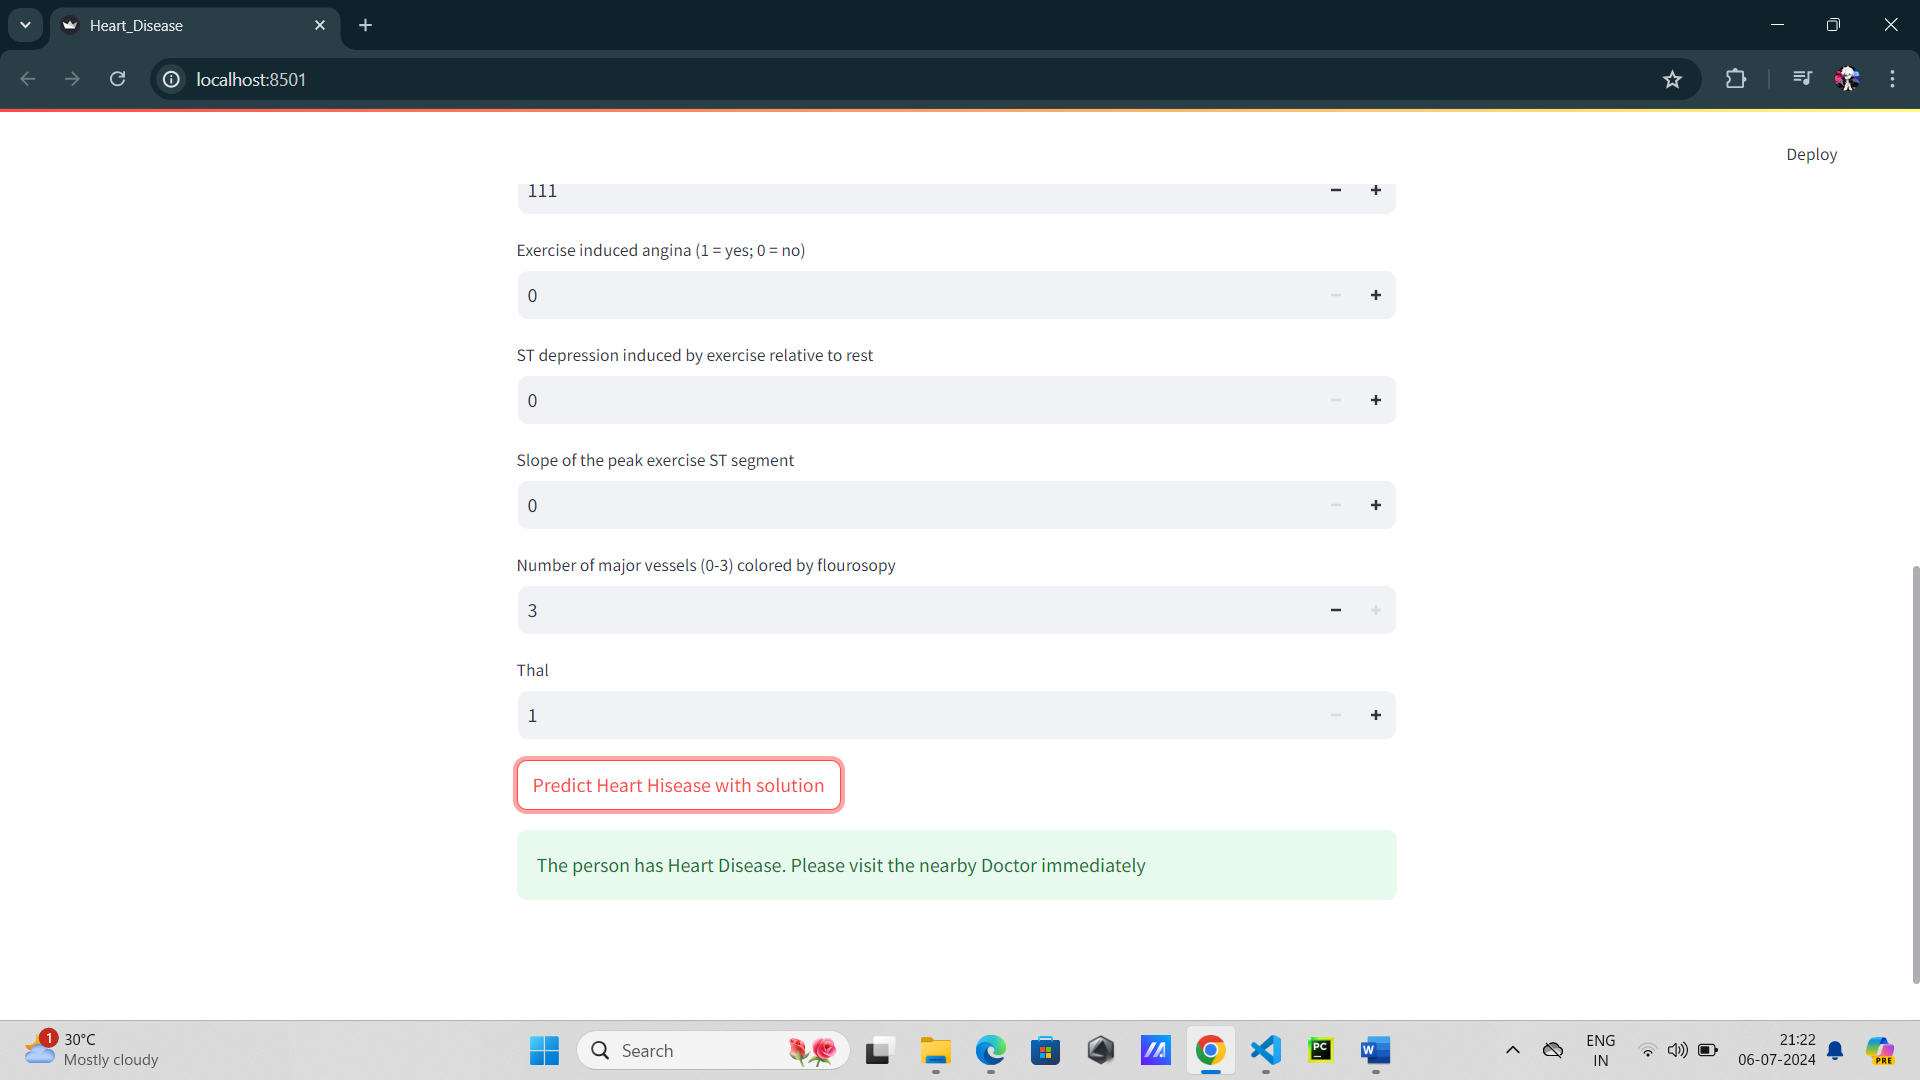 Heart_Disease
localhost:8501
Deploy
111
Exercise induced angina (1 = yes; 0 = no)
0
ST depression induced by exercise relative to rest
0
Slope of the peak exercise ST segment
0
Number of major vessels (0-3) colored by flourosopy
3
Thal
1
Predict Heart Hisease with solution
The person has Heart Disease. Please visit the nearby Doctor immediately
1
30°C
Mostly cloudy
Search
PC
W
ENG
IN
21:22
06-07-2024
PRE